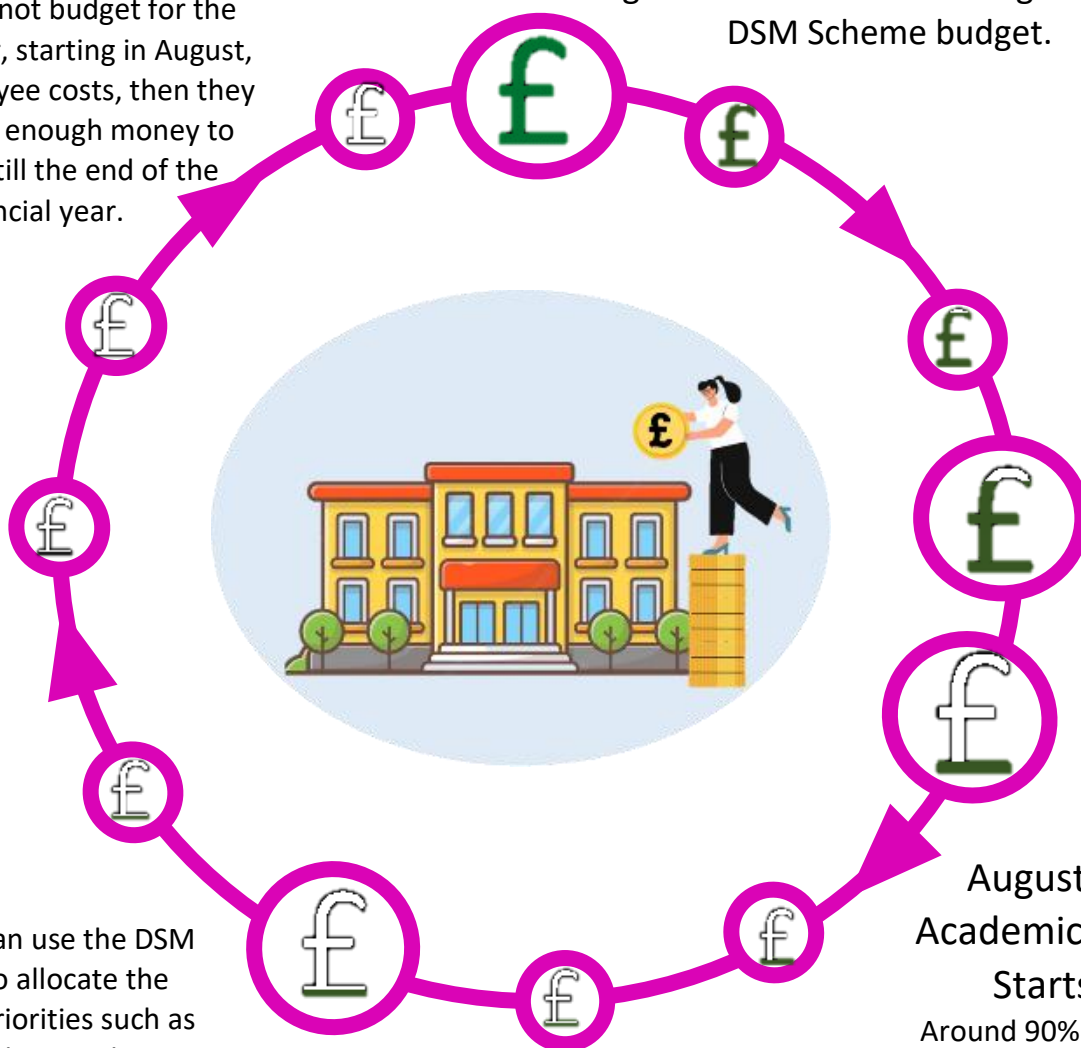 not budget for the
, starting in August,
yee costs, then they
enough money to
till the end of the
ncial year.
DSM Scheme budget.
£
£
£
£
£
£
£
£
£
£
£
£
£
August
Academic
Starts
Around 90%
an use the DSM
o allocate the
riorities such as